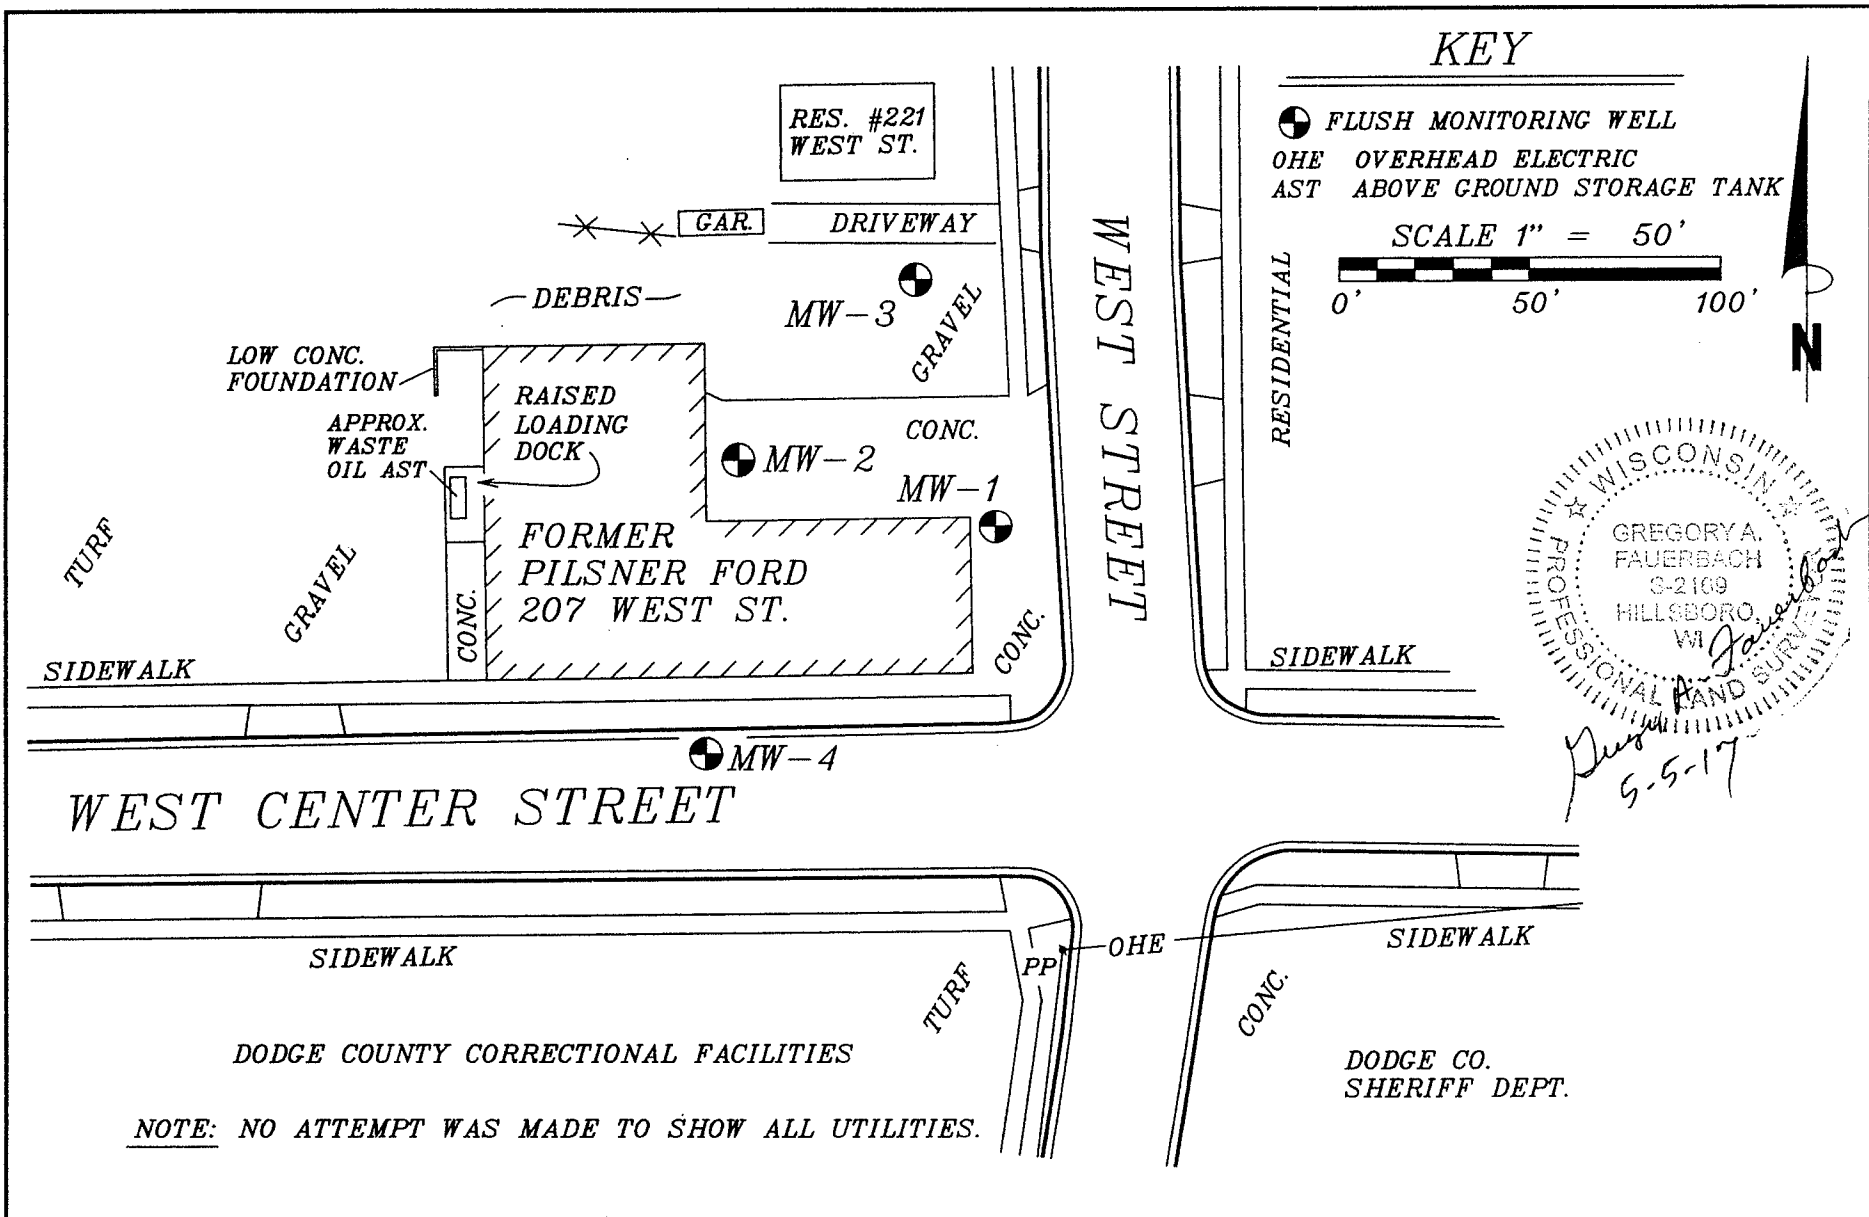 KEY
FLUSH MONITORING WELL
OHE OVERHEAD ELECTRIC
AST ABOVE GROUND STORAGE TANK
SCALE 1" = 50'
0' 50' 100'
N
RES. #221
WEST ST.
GAR.
DRIVEWAY
DEBRIS
MW-3
GRAVEL
WEST STREET
RESIDENTIAL
LOW CONC.
FOUNDATION
RAISED
LOADING
DOCK
APPROX.
WASTE
OIL AST
MW-2
CONC.
MW-1
FORMER
PILSNER FORD
207 WEST ST.
TURF
GRAVEL
CONC.
CONC.
SIDEWALK
SIDEWALK
WISCONSIN
GREGORY A.
FAUERBACH
S-2169
HILLSBORO,
WI
PROFESSIONAL LAND SURVEYOR
Gregory A. Fauerbach
5-5-17
MW-4
WEST CENTER STREET
SIDEWALK
OHE
PP
SIDEWALK
TURF
CONC.
DODGE COUNTY CORRECTIONAL FACILITIES
DODGE CO.
SHERIFF DEPT.
NOTE: NO ATTEMPT WAS MADE TO SHOW ALL UTILITIES.